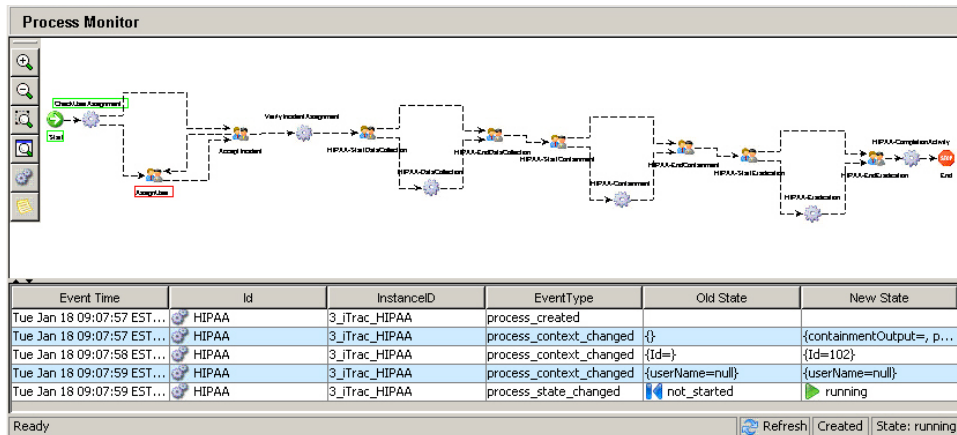 Process Monitor
CheckUserAssignment
Start
AssignUser
Accept Incident
Verify Incident Assignment
HIPAA-StartDataCollection
HIPAA-DataCollection
HIPAA-EndDataCollection
HIPAA-StartContainment
HIPAA-Containment
HIPAA-EndContainment
HIPAA-StartEradication
HIPAA-Eradication
HIPAA-EndEradication
HIPAA-CompletionActivity
STOP
End
Event Time Id InstanceID EventType Old State New State
Tue Jan 18 09:07:57 EST... HIPAA 3_iTrac_HIPAA process_created
Tue Jan 18 09:07:57 EST... HIPAA 3_iTrac_HIPAA process_context_changed {} {containmentOutput=, p...
Tue Jan 18 09:07:58 EST... HIPAA 3_iTrac_HIPAA process_context_changed {Id=} {Id=102}
Tue Jan 18 09:07:59 EST... HIPAA 3_iTrac_HIPAA process_context_changed {userName=null} {userName=null}
Tue Jan 18 09:07:59 EST... HIPAA 3_iTrac_HIPAA process_state_changed not_started running
Ready Refresh Created State: running